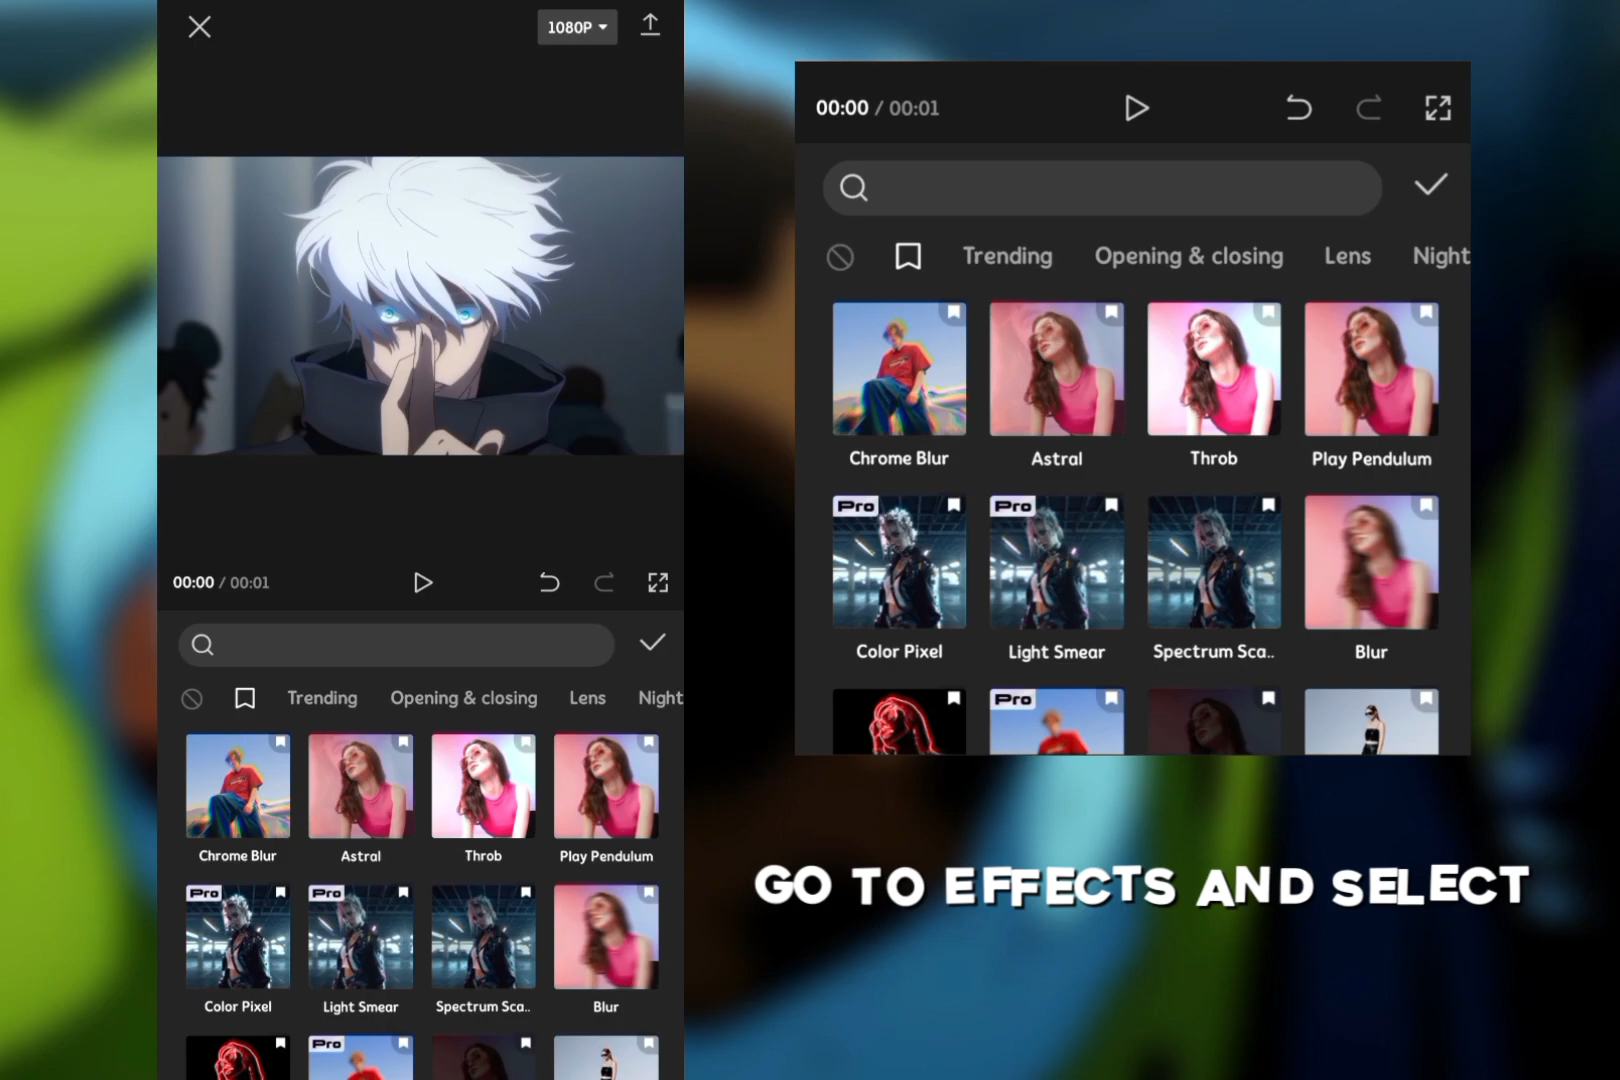 1080P
00:00 / 00:01
Trending Opening & closing Lens Night
Chrome Blur Astral Throb Play Pendulum
Pro Pro
Color Pixel Light Smear Spectrum Sca.. Blur
Pro
00:00 / 00:01
Trending Opening & closing Lens Night
Chrome Blur Astral Throb Play Pendulum
Pro Pro
Color Pixel Light Smear Spectrum Sca.. Blur
Pro
GO TO EFFECTS AND SELECT